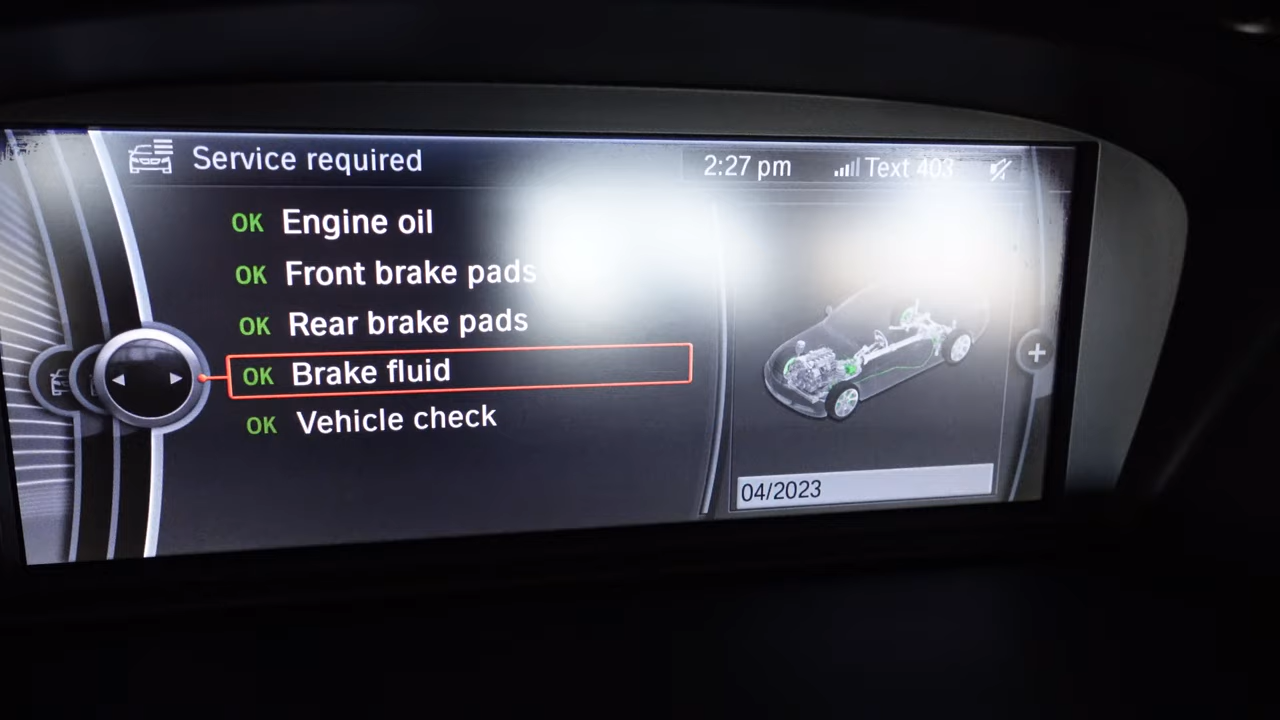 Service required
2:27 pm
Text 403
OK Engine oil
OK Front brake pads
OK Rear brake pads
OK Brake fluid
OK Vehicle check
04/2023